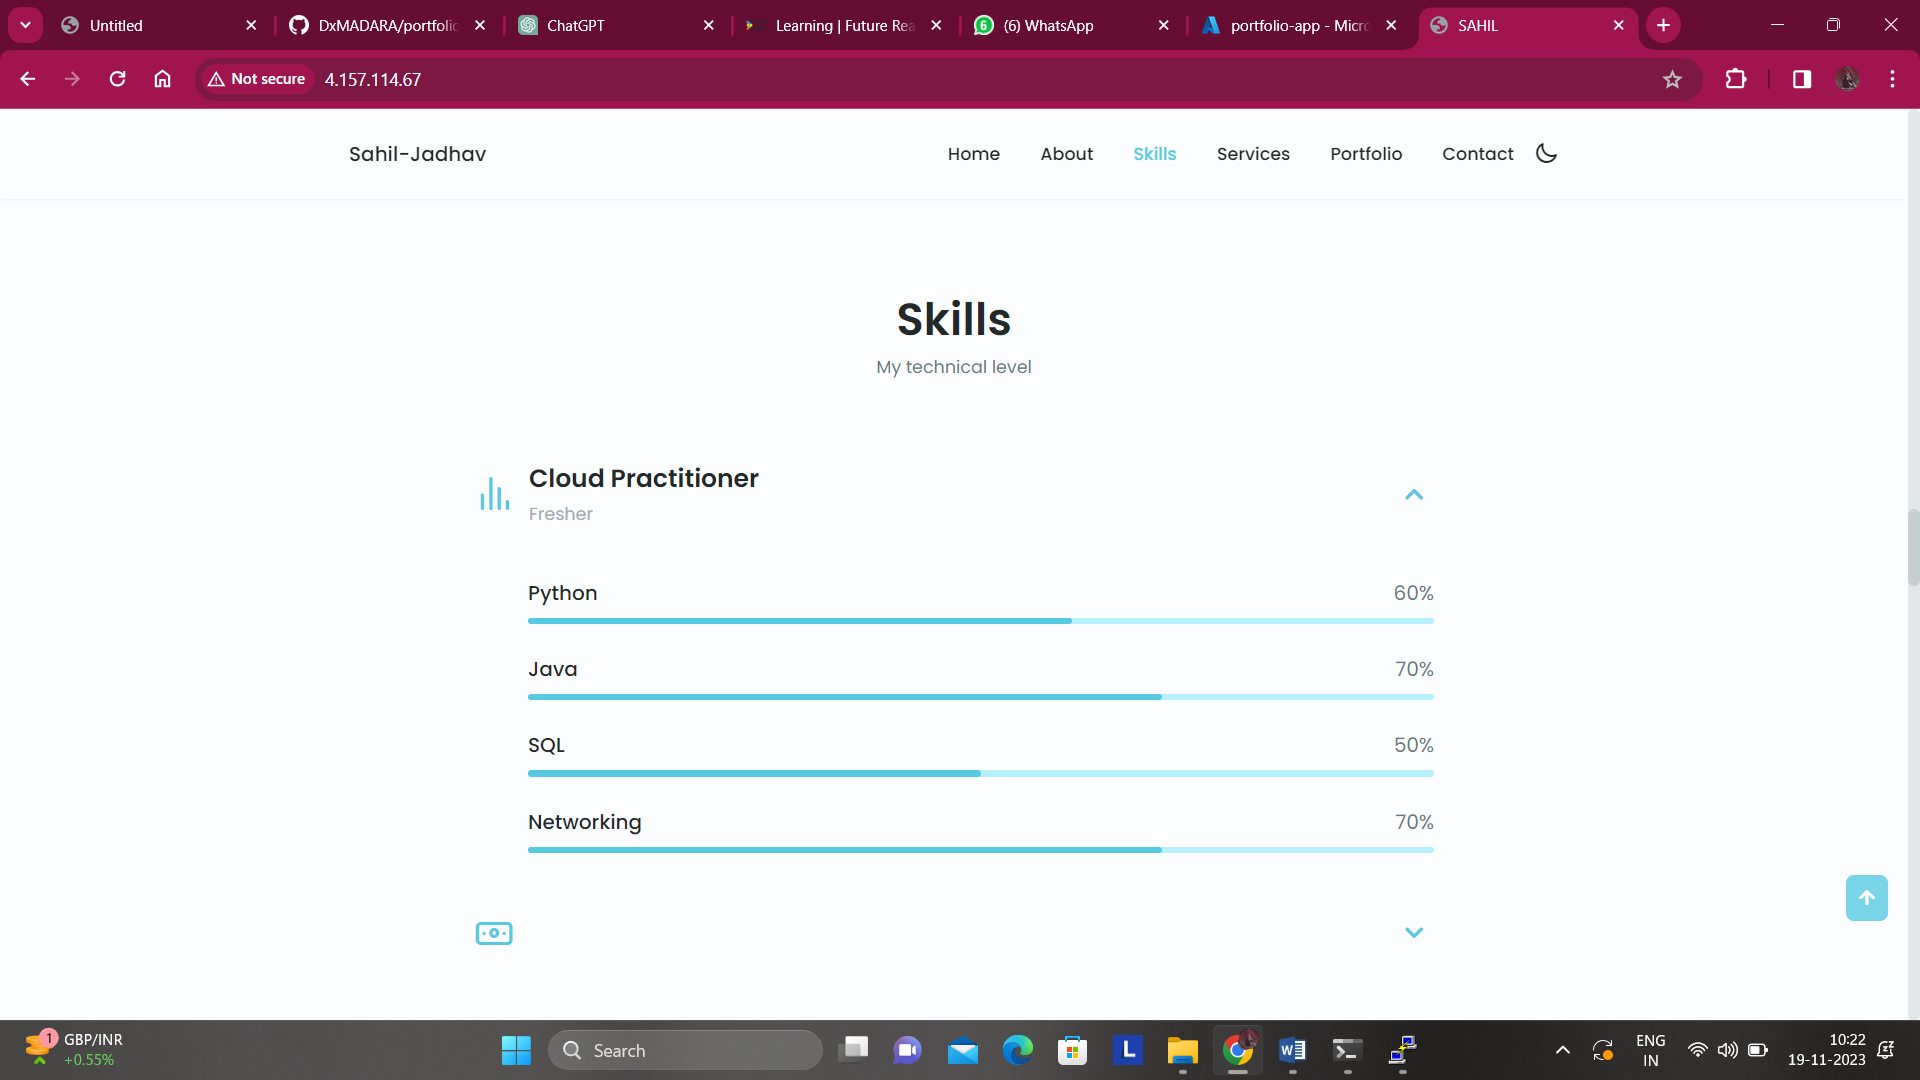 Untitled
DxMADARA/portfolio
ChatGPT
Learning | Future Rea
(6) WhatsApp
portfolio-app - Micro
SAHIL
Not secure
4.157.114.67
Sahil-Jadhav
Home
About
Skills
Services
Portfolio
Contact
Skills
My technical level
Cloud Practitioner
Fresher
Python
60%
Java
70%
SQL
50%
Networking
70%
1
GBP/INR
+0.55%
Search
L
W
ENG
IN
10:22
19-11-2023